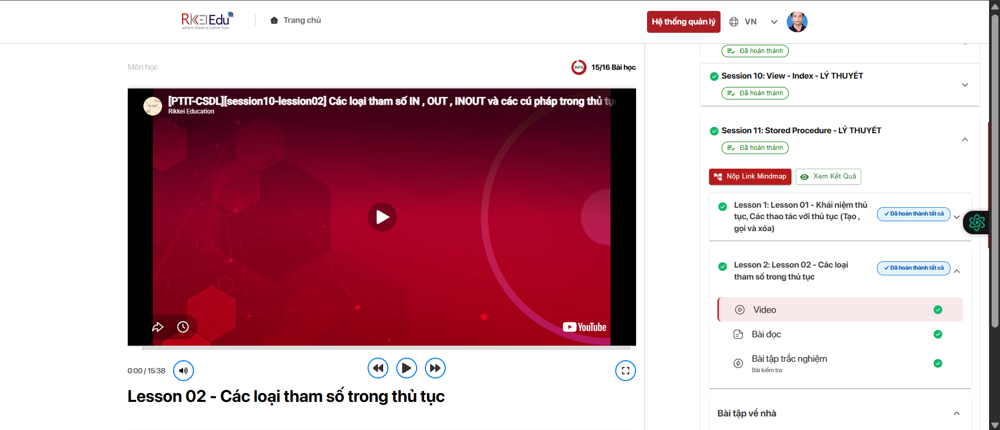 RIKKEI Edu
where dreams come true
Trang chủ
Hệ thống quản lý
VN
Môn học
94%
15/16 Bài học
[PTIT-CSDL][session10-lession02] Các loại tham số IN , OUT , INOUT và các cú pháp trong thủ tục
Rikkei Education
YouTube
0:00 / 15:38
Lesson 02 - Các loại tham số trong thủ tục
Đã hoàn thành
Session 10: View - Index - LÝ THUYẾT
Đã hoàn thành
Session 11: Stored Procedure - LÝ THUYẾT
Đã hoàn thành
Nộp Link Mindmap
Xem Kết Quả
Lesson 1: Lesson 01 - Khái niệm thủ
tục, Các thao tác với thủ tục (Tạo ,
gọi và xóa)
Đã hoàn thành tất cả
Lesson 2: Lesson 02 - Các loại
tham số trong thủ tục
Đã hoàn thành tất cả
Video
Bài đọc
Bài tập trắc nghiệm
Bài kiểm tra
Bài tập về nhà